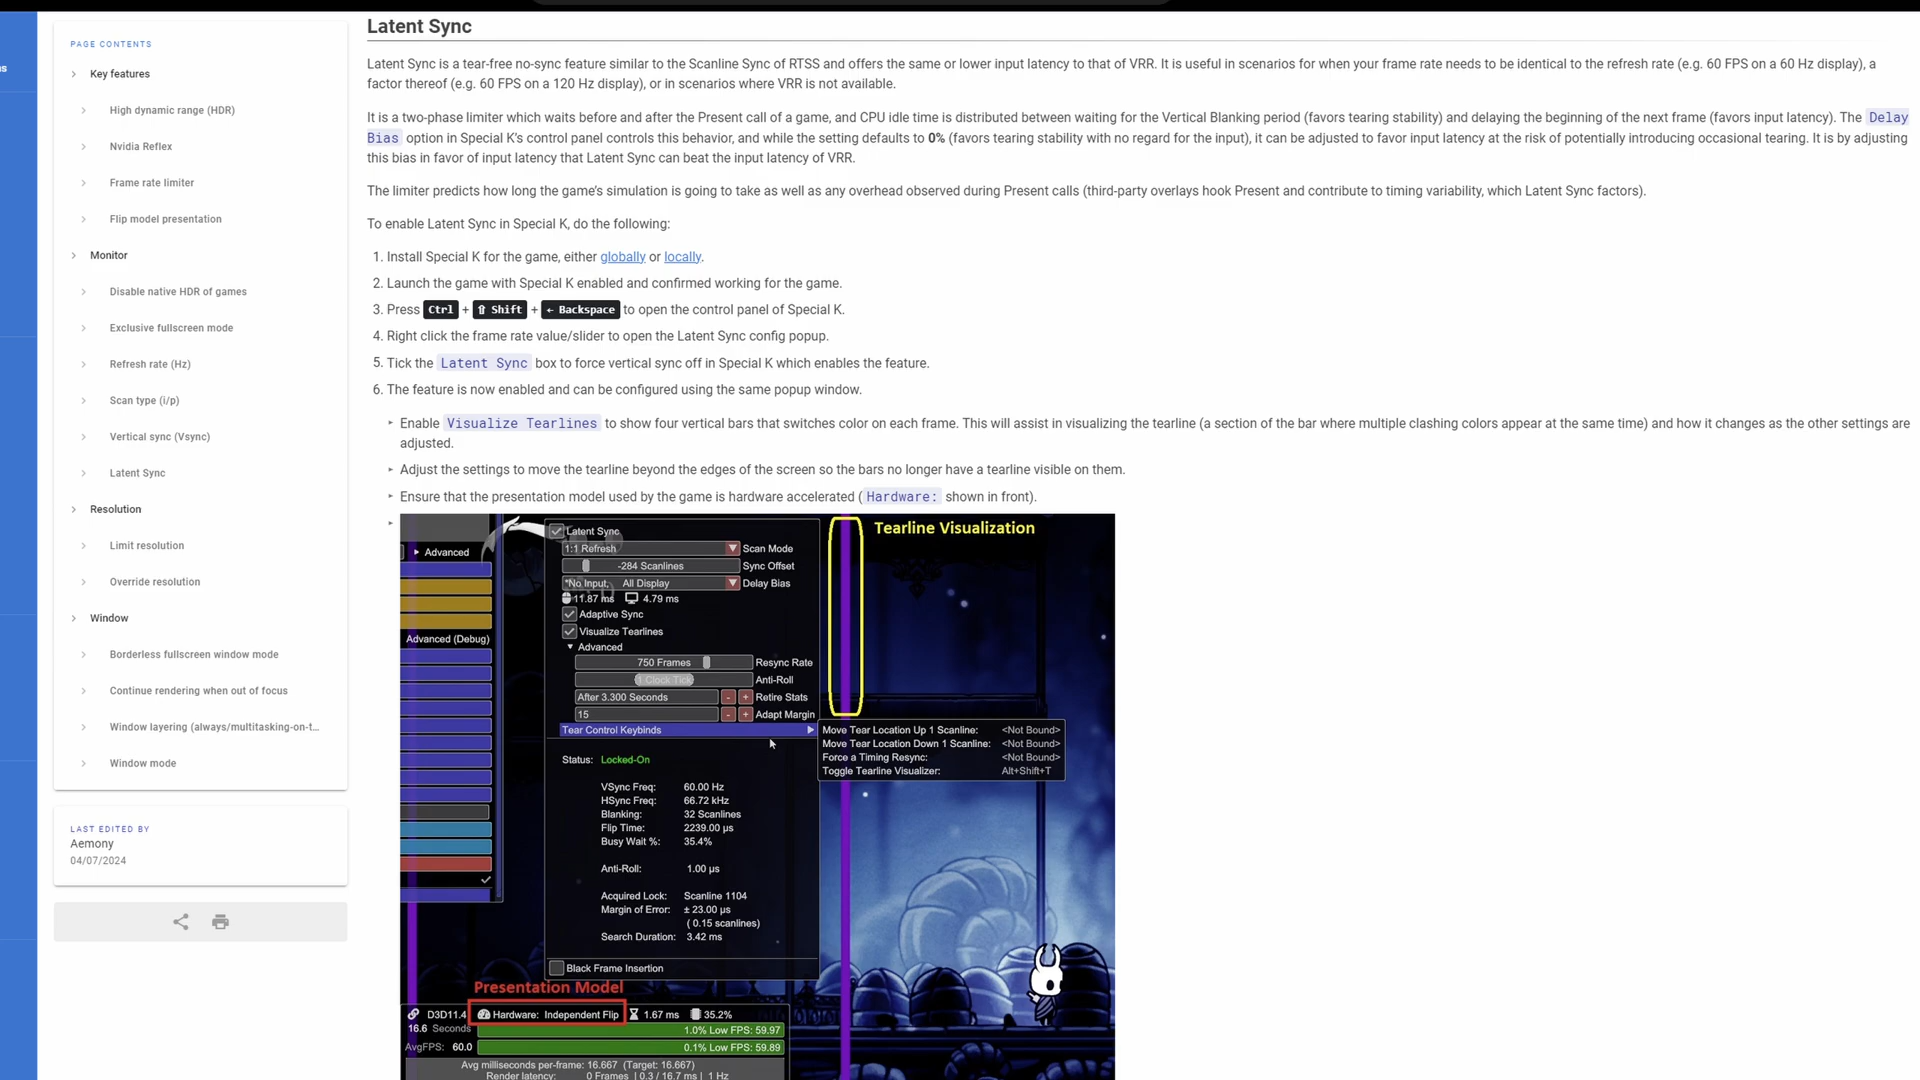 ns
PAGE CONTENTS
Key features
High dynamic range (HDR)
Nvidia Reflex
Frame rate limiter
Flip model presentation
Monitor
Disable native HDR of games
Exclusive fullscreen mode
Refresh rate (Hz)
Scan type (i/p)
Vertical sync (Vsync)
Latent Sync
Resolution
Limit resolution
Override resolution
Window
Borderless fullscreen window mode
Continue rendering when out of focus
Window layering (always/multitasking-on-t...
Window mode
LAST EDITED BY
Aemony
04/07/2024
Latent Sync
Latent Sync is a tear-free no-sync feature similar to the Scanline Sync of RTSS and offers the same or lower input latency to that of VRR. It is useful in scenarios for when your frame rate needs to be identical to the refresh rate (e.g. 60 FPS on a 60 Hz display), a
factor thereof (e.g. 60 FPS on a 120 Hz display), or in scenarios where VRR is not available.
It is a two-phase limiter which waits before and after the Present call of a game, and CPU idle time is distributed between waiting for the Vertical Blanking period (favors tearing stability) and delaying the beginning of the next frame (favors input latency). The Delay
Bias option in Special K's control panel controls this behavior, and while the setting defaults to 0% (favors tearing stability with no regard for the input), it can be adjusted to favor input latency at the risk of potentially introducing occasional tearing. It is by adjusting
this bias in favor of input latency that Latent Sync can beat the input latency of VRR.
The limiter predicts how long the game's simulation is going to take as well as any overhead observed during Present calls (third-party overlays hook Present and contribute to timing variability, which Latent Sync factors).
To enable Latent Sync in Special K, do the following:
1. Install Special K for the game, either globally or locally.
2. Launch the game with Special K enabled and confirmed working for the game.
3. Press Ctrl + ⇧ Shift + ← Backspace to open the control panel of Special K.
4. Right click the frame rate value/slider to open the Latent Sync config popup.
5. Tick the Latent Sync box to force vertical sync off in Special K which enables the feature.
6. The feature is now enabled and can be configured using the same popup window.
Enable Visualize Tearlines to show four vertical bars that switches color on each frame. This will assist in visualizing the tearline (a section of the bar where multiple clashing colors appear at the same time) and how it changes as the other settings are
adjusted.
Adjust the settings to move the tearline beyond the edges of the screen so the bars no longer have a tearline visible on them.
Ensure that the presentation model used by the game is hardware accelerated ( Hardware: shown in front).
Advanced
Advanced (Debug)
Latent Sync
1:1 Refresh Scan Mode
-284 Scanlines Sync Offset
*No Input, All Display Delay Bias
11.87 ms 4.79 ms
Adaptive Sync
Visualize Tearlines
Advanced
750 Frames Resync Rate
1 Clock Tick Anti-Roll
After 3.300 Seconds - + Retire Stats
15 - + Adapt Margin
Tear Control Keybinds
Tearline Visualization
Move Tear Location Up 1 Scanline: <Not Bound>
Move Tear Location Down 1 Scanline: <Not Bound>
Force a Timing Resync: <Not Bound>
Toggle Tearline Visualizer: Alt+Shift+T
Status: Locked-On
VSync Freq: 60.00 Hz
HSync Freq: 66.72 kHz
Blanking: 32 Scanlines
Flip Time: 2239.00 µs
Busy Wait %: 35.4%
Anti-Roll: 1.00 µs
Acquired Lock: Scanline 1104
Margin of Error: ± 23.00 µs
( 0.15 scanlines)
Search Duration: 3.42 ms
Black Frame Insertion
Presentation Model
D3D11.4 Hardware: Independent Flip 1.67 ms 35.2%
16.6 Seconds 1.0% Low FPS: 59.97
AvgFPS: 60.0 0.1% Low FPS: 59.89
Avg milliseconds per-frame: 16.667 (Target: 16.667)
Render latency: 0 Frames | 0.3 / 16.7 ms | 1 Hz